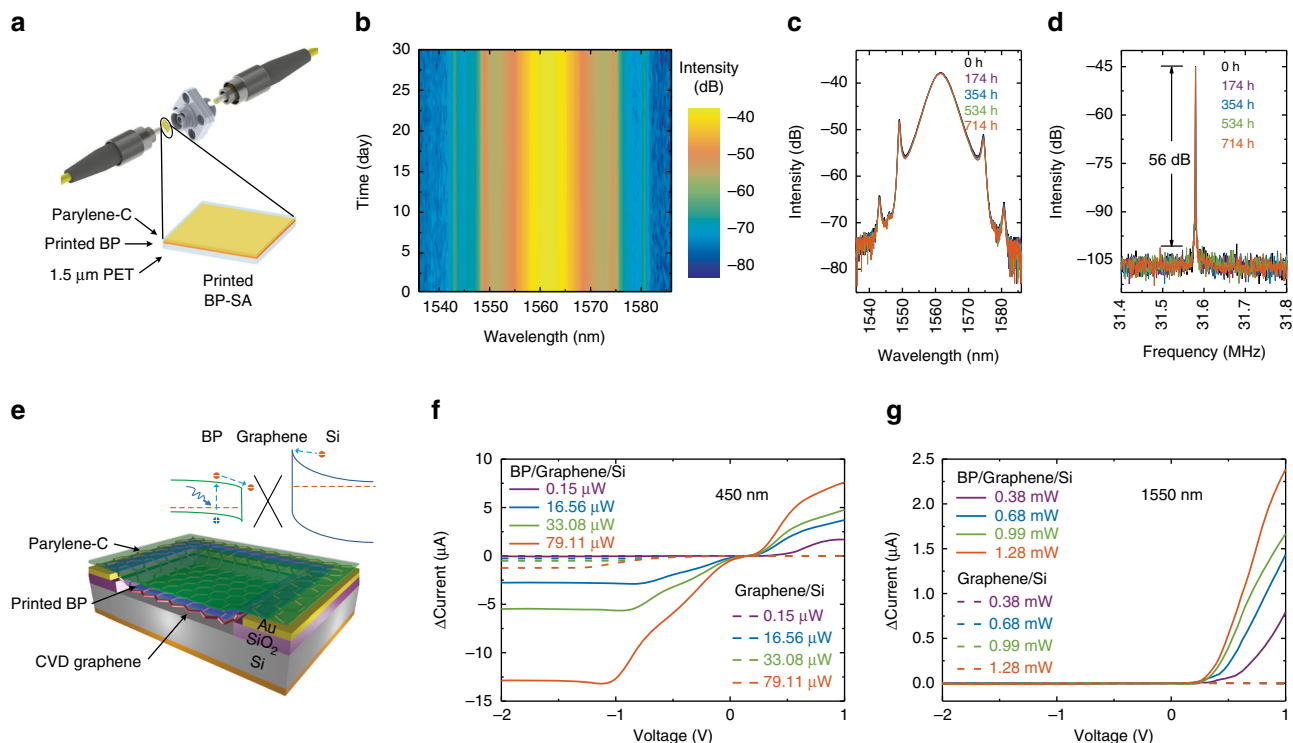 a
Parylene-C
Printed BP
1.5 μm PET
Printed
BP-SA
b
30
25
20
15
10
5
0
Time (day)
1540
1550
1560
1570
1580
Wavelength (nm)
Intensity
(dB)
−40
−50
−60
−70
−80
c
0 h
174 h
354 h
534 h
714 h
−40
−50
−60
−70
−80
Intensity (dB)
1540
1550
1560
1570
1580
Wavelength (nm)
d
0 h
174 h
354 h
534 h
714 h
56 dB
−45
−60
−75
−90
−105
Intensity (dB)
31.4
31.5
31.6
31.7
31.8
Frequency (MHz)
e
BP Graphene Si
Parylene-C
Printed BP
CVD graphene
Au
SiO2
Si
f
10
5
0
−5
−10
−15
ΔCurrent (μA)
BP/Graphene/Si
0.15 μW
16.56 μW
33.08 μW
79.11 μW
450 nm
Graphene/Si
0.15 μW
16.56 μW
33.08 μW
79.11 μW
−2 −1 0 1
Voltage (V)
g
2.5
2.0
1.5
1.0
0.5
0.0
ΔCurrent (μA)
BP/Graphene/Si
0.38 mW
0.68 mW
0.99 mW
1.28 mW
1550 nm
Graphene/Si
0.38 mW
0.68 mW
0.99 mW
1.28 mW
−2 −1 0 1
Voltage (V)